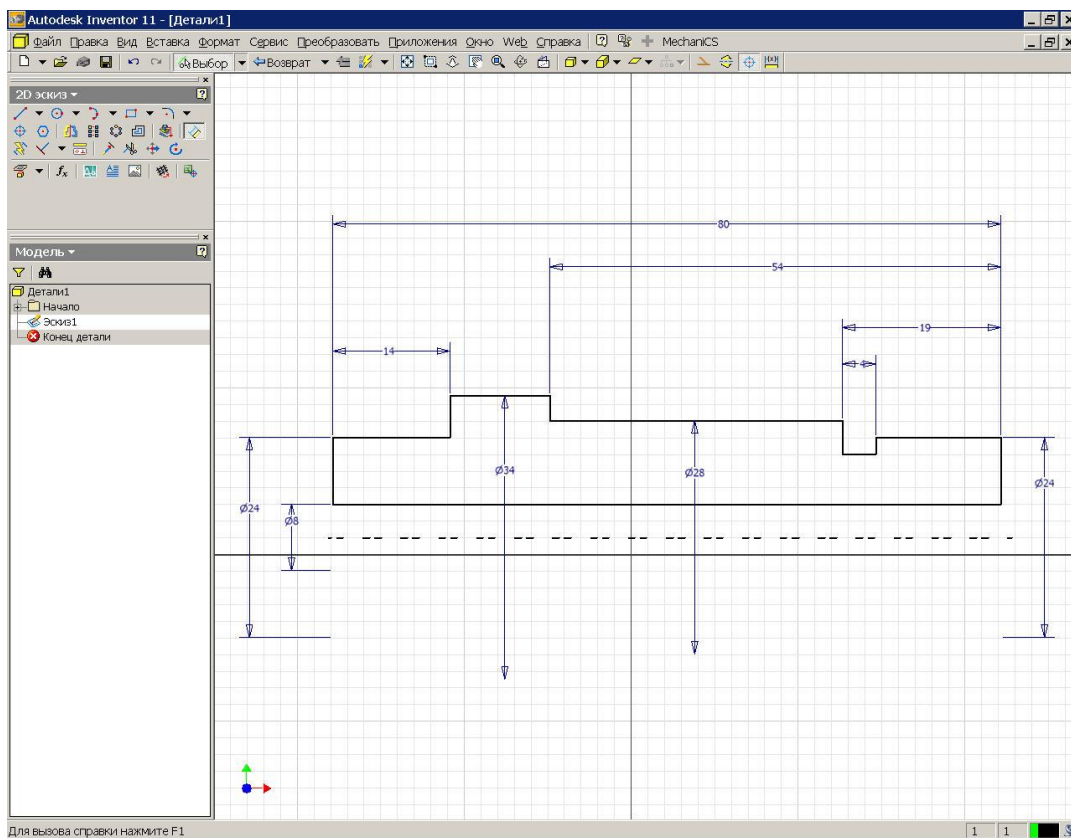 Autodesk Inventor 11 - [Детали1]
Файл Правка Вид Вставка Формат Сервис Преобразовать Приложения Окно Web Справка MechaniCS
Выбор Возврат
2D эскиз
fx
Модель
Детали1
Начало
Эскиз1
Конец детали
80
54
19
14
4
Ø34
Ø28
Ø24
Ø24
Ø8
Для вызова справки нажмите F1
1 1